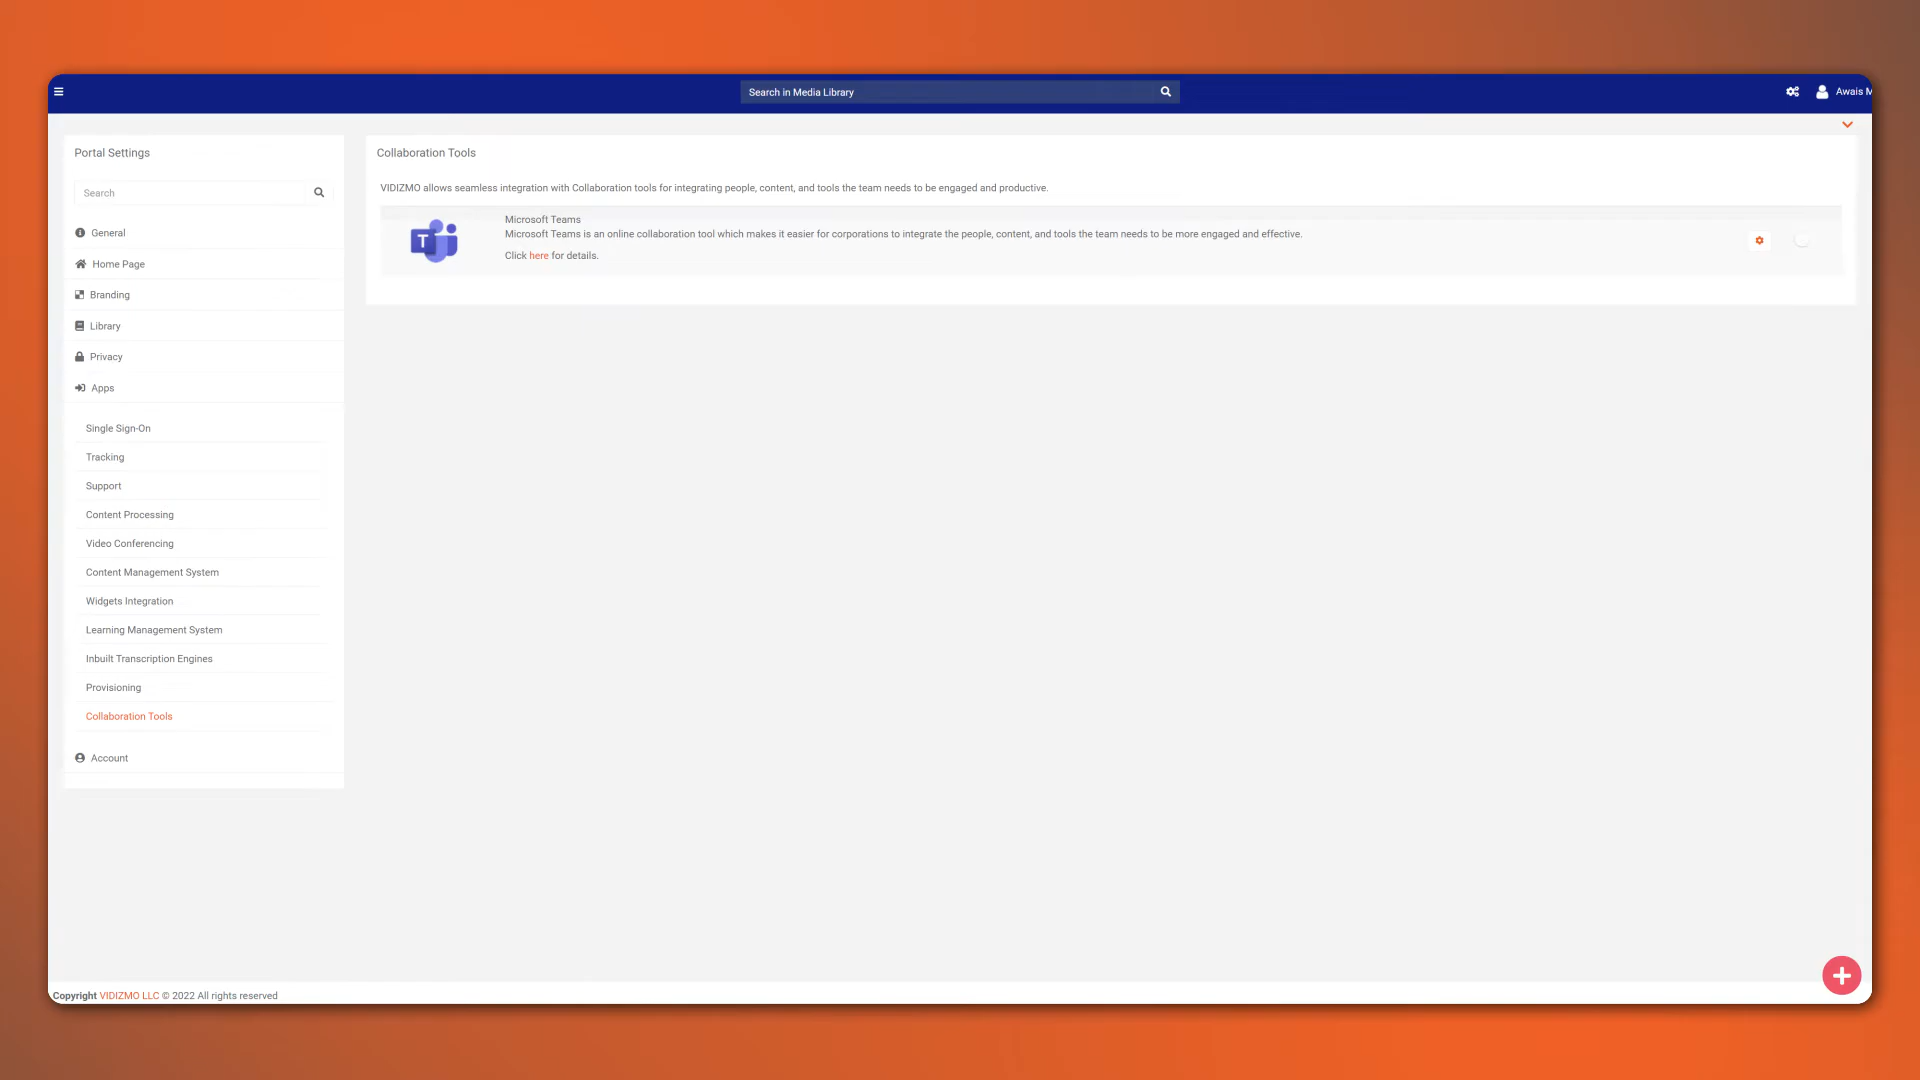 Search in Media Library
Awais M
Portal Settings
Search
General
Home Page
Branding
Library
Privacy
Apps
Single Sign-On
Tracking
Support
Content Processing
Video Conferencing
Content Management System
Widgets Integration
Learning Management System
Inbuilt Transcription Engines
Provisioning
Collaboration Tools
Account
Collaboration Tools
VIDIZMO allows seamless integration with Collaboration tools for integrating people, content, and tools the team needs to be engaged and productive.
T
Microsoft Teams
Microsoft Teams is an online collaboration tool which makes it easier for corporations to integrate the people, content, and tools the team needs to be more engaged and effective.
Click here for details.
Copyright VIDIZMO LLC © 2022 All rights reserved